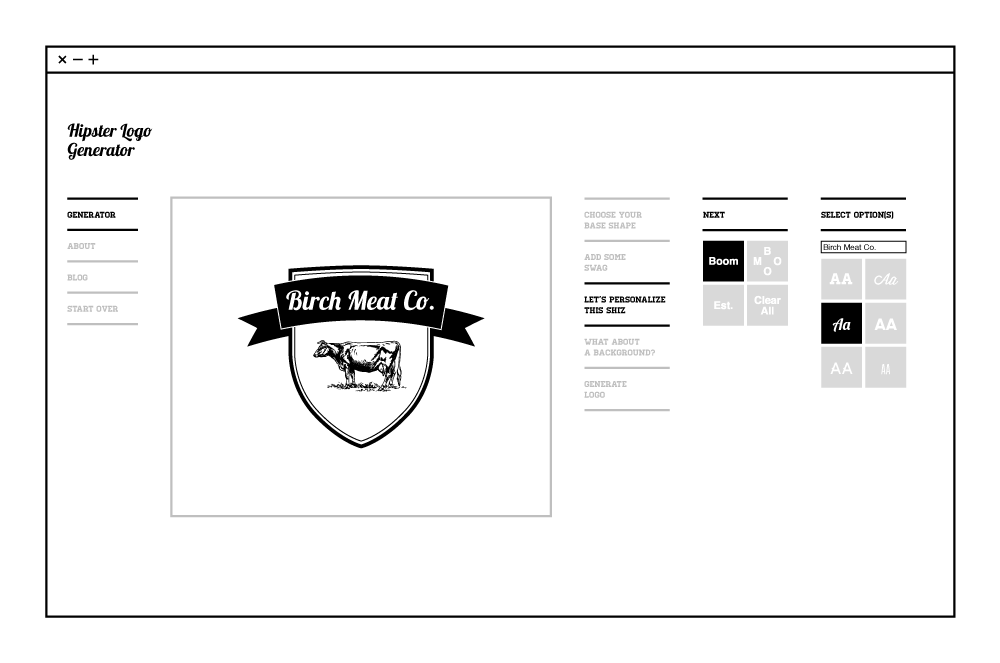 Hipster Logo
Generator
GENERATOR
ABOUT
BLOG
START OVER
Birch Meat Co.
CHOOSE YOUR
BASE SHAPE
ADD SOME
SWAG
LET'S PERSONALIZE
THIS SHIZ
WHAT ABOUT
A BACKGROUND?
GENERATE
LOGO
NEXT
Boom
B
M O
O
Est.
Clear
All
SELECT OPTION(S)
Birch Meat Co.
AA
Aa
Aa
AA
AA
AA